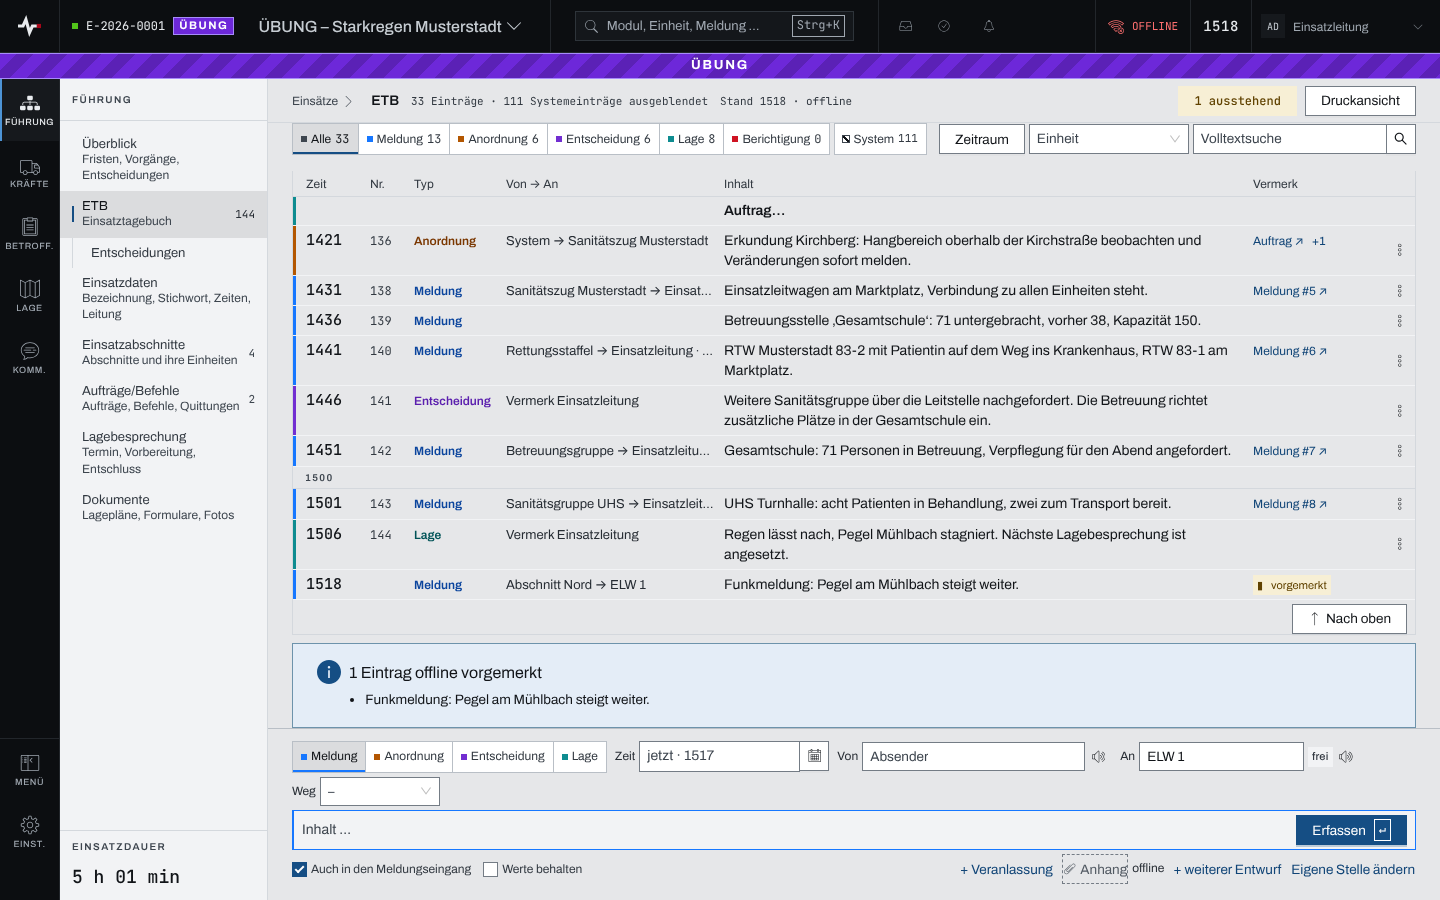 E-2026-0001 ÜBUNG ÜBUNG – Starkregen Musterstadt Modul, Einheit, Meldung ... Strg+K OFFLINE 1518 AD Einsatzleitung
ÜBUNG
FÜHRUNG
KRÄFTE
BETROFF.
LAGE
KOMM.
MENÜ
EINST.
FÜHRUNG
Überblick
Fristen, Vorgänge,
Entscheidungen
ETB
Einsatztagebuch 144
Entscheidungen
Einsatzdaten
Bezeichnung, Stichwort, Zeiten,
Leitung
Einsatzabschnitte
Abschnitte und ihre Einheiten 4
Aufträge/Befehle
Aufträge, Befehle, Quittungen 2
Lagebesprechung
Termin, Vorbereitung,
Entschluss
Dokumente
Lagepläne, Formulare, Fotos
EINSATZDAUER
5 h 01 min
Einsätze ETB 33 Einträge · 111 Systemeinträge ausgeblendet Stand 1518 · offline 1 ausstehend Druckansicht
Alle 33 Meldung 13 Anordnung 6 Entscheidung 6 Lage 8 Berichtigung 0 System 111 Zeitraum Einheit Volltextsuche
Zeit Nr. Typ Von → An Inhalt Vermerk
Auftrag...
1421 136 Anordnung System → Sanitätszug Musterstadt Erkundung Kirchberg: Hangbereich oberhalb der Kirchstraße beobachten und Auftrag ↗ +1
Veränderungen sofort melden.
1431 138 Meldung Sanitätszug Musterstadt → Einsat... Einsatzleitwagen am Marktplatz, Verbindung zu allen Einheiten steht. Meldung #5 ↗
1436 139 Meldung Betreuungsstelle ‚Gesamtschule‘: 71 untergebracht, vorher 38, Kapazität 150.
1441 140 Meldung Rettungsstaffel → Einsatzleitung · ... RTW Musterstadt 83-2 mit Patientin auf dem Weg ins Krankenhaus, RTW 83-1 am Meldung #6 ↗
Marktplatz.
1446 141 Entscheidung Vermerk Einsatzleitung Weitere Sanitätsgruppe über die Leitstelle nachgefordert. Die Betreuung richtet
zusätzliche Plätze in der Gesamtschule ein.
1451 142 Meldung Betreuungsgruppe → Einsatzleitu... Gesamtschule: 71 Personen in Betreuung, Verpflegung für den Abend angefordert. Meldung #7 ↗
1500
1501 143 Meldung Sanitätsgruppe UHS → Einsatzleit... UHS Turnhalle: acht Patienten in Behandlung, zwei zum Transport bereit. Meldung #8 ↗
1506 144 Lage Vermerk Einsatzleitung Regen lässt nach, Pegel Mühlbach stagniert. Nächste Lagebesprechung ist
angesetzt.
1518 Meldung Abschnitt Nord → ELW 1 Funkmeldung: Pegel am Mühlbach steigt weiter. vorgemerkt
↑ Nach oben
1 Eintrag offline vorgemerkt
• Funkmeldung: Pegel am Mühlbach steigt weiter.
Meldung Anordnung Entscheidung Lage Zeit jetzt · 1517 Von Absender An ELW 1 frei
Weg –
Inhalt ... Erfassen ↵
Auch in den Meldungseingang Werte behalten + Veranlassung Anhang offline + weiterer Entwurf Eigene Stelle ändern